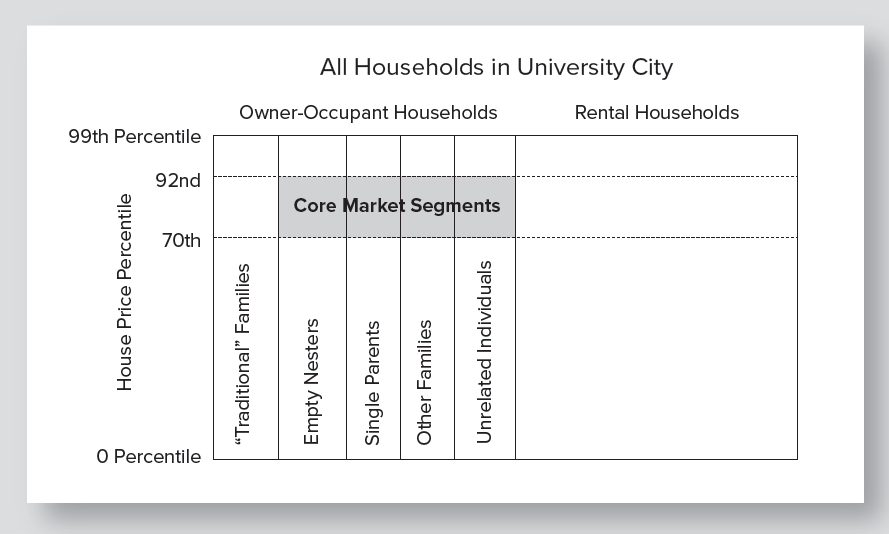 All Households in University City
Owner-Occupant Households
Rental Households
99th Percentile
92nd
Core Market Segments
70th
House Price Percentile
“Traditional” Families
Empty Nesters
Single Parents
Other Families
Unrelated Individuals
0 Percentile